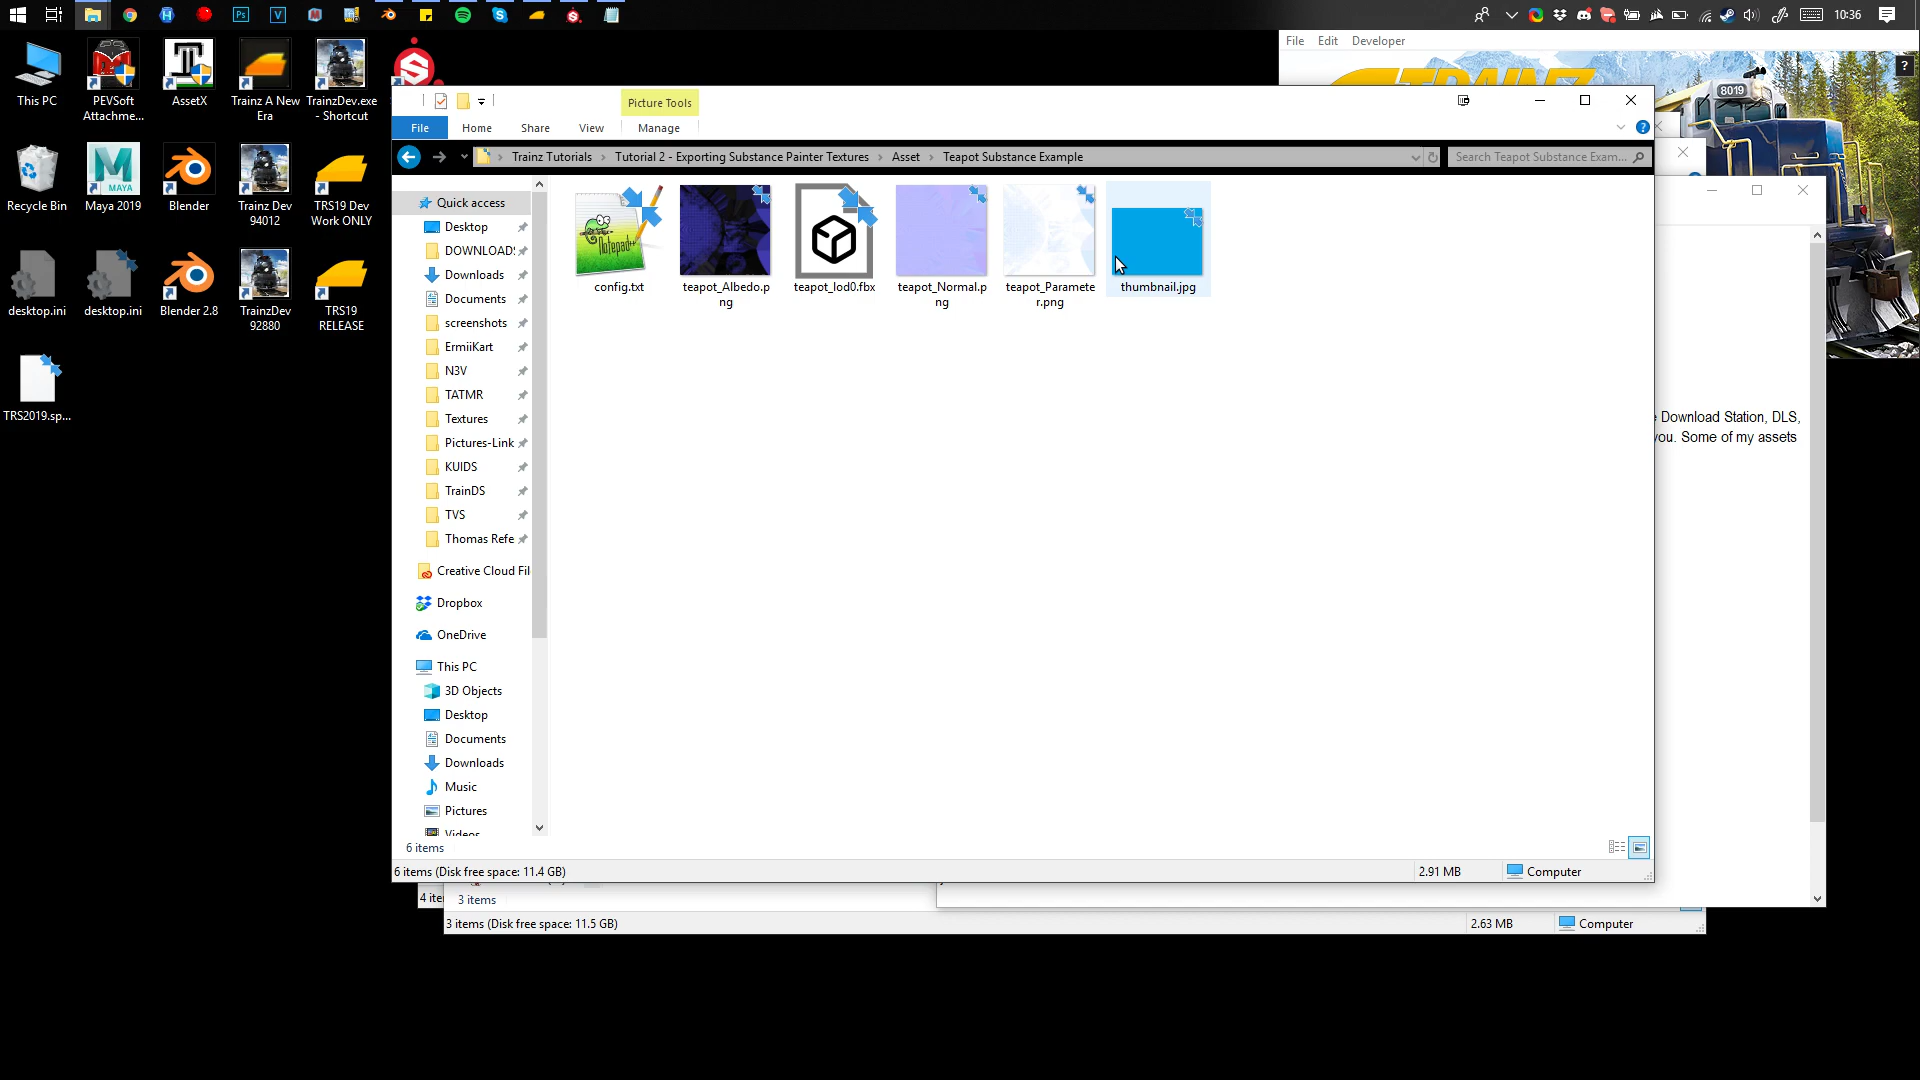 10:36
This PC
PEVSoft
Attachme...
AssetX
Trainz A New
Era
TrainzDev.exe
- Shortcut
Recycle Bin
Maya 2019
Blender
Trainz Dev
94012
TRS19 Dev
Work ONLY
desktop.ini
desktop.ini
Blender 2.8
TrainzDev
92880
TRS19
RELEASE
TRS2019.sp...
File Edit Developer
TRAINZ
8019
?
Picture Tools
File Home Share View Manage
Trainz Tutorials > Tutorial 2 - Exporting Substance Painter Textures > Asset > Teapot Substance Example
Search Teapot Substance Exam...
Quick access
Desktop
Downloads
Documents
screenshots
ErmiiKart
N3V
TATMR
Textures
Pictures-Link
KUIDS
TrainDS
TVS
Thomas Refe
Creative Cloud Fil
Dropbox
OneDrive
This PC
3D Objects
Desktop
Documents
Downloads
Music
Pictures
Videos
config.txt
teapot_Albedo.p
ng
teapot_lod0.fbx
teapot_Normal.p
ng
teapot_Paramete
r.png
thumbnail.jpg
Download Station, DLS,
you. Some of my assets
6 items
6 items (Disk free space: 11.4 GB)
2.91 MB
Computer
4 ite
3 items
3 items (Disk free space: 11.5 GB)
2.63 MB
Computer